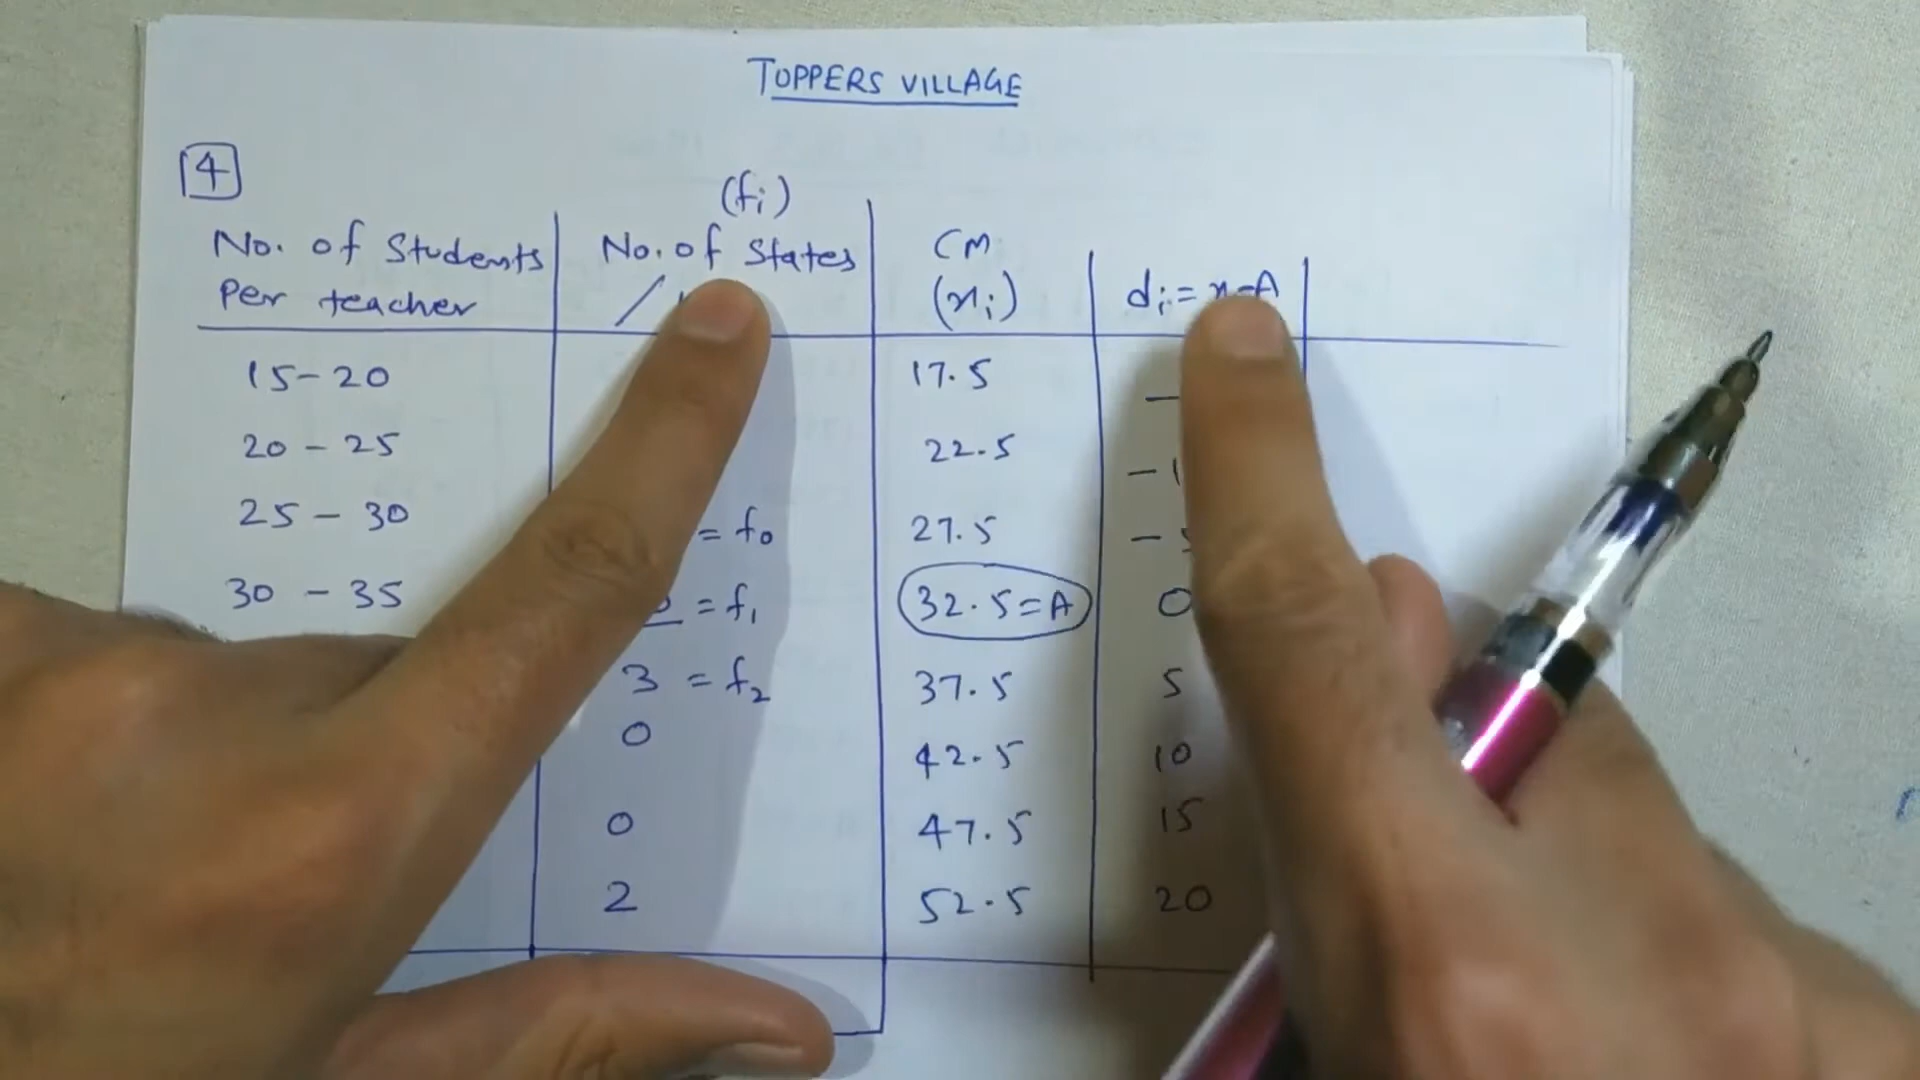 TOPPERS VILLAGE
4
(fi)
No. of Students No. of States CM
Per teacher / (xi) di = x-A
15-20 17.5 -
20 - 25 22.5 -1
25 - 30 = f0 27.5 -
30 - 35 = f1 32.5=A 0
3 = f2 37.5 5
0 42.5 10
0 47.5 15
2 52.5 20